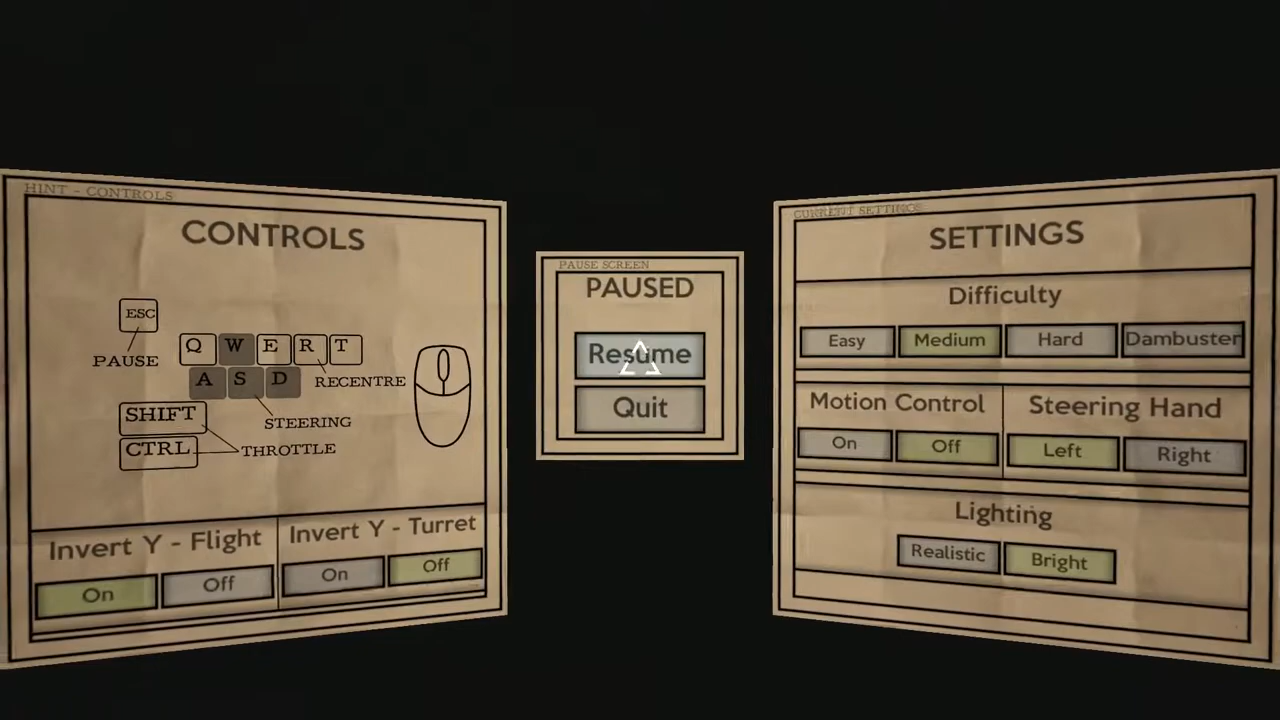 HINT - CONTROLS
CONTROLS
ESC
PAUSE
Q W E R T
A S D
RECENTRE
SHIFT
STEERING
CTRL
THROTTLE
Invert Y - Flight
On Off
Invert Y - Turret
On Off
PAUSE SCREEN
PAUSED
Resume
Quit
CURRENT SETTINGS
SETTINGS
Difficulty
Easy Medium Hard Dambuster
Motion Control
On Off
Steering Hand
Left Right
Lighting
Realistic Bright